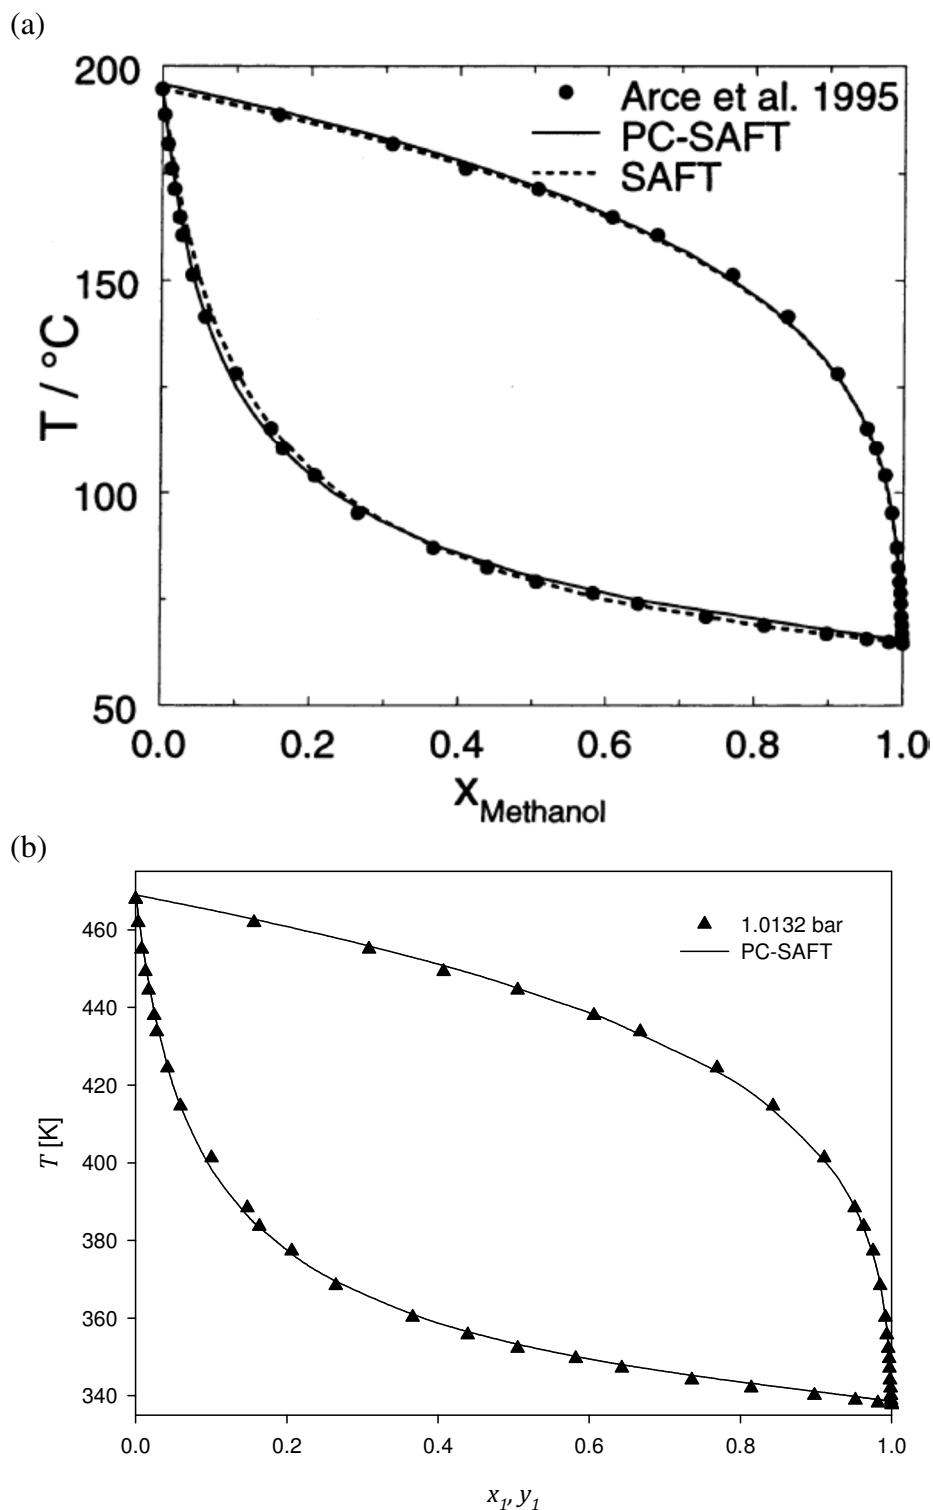 (a)
200
Arce et al. 1995
PC-SAFT
SAFT
150
T / °C
100
50
0.0 0.2 0.4 0.6 0.8 1.0
XMethanol
(b)
460
1.0132 bar
PC-SAFT
440
420
T [K]
400
380
360
340
0.0 0.2 0.4 0.6 0.8 1.0
x1, y1